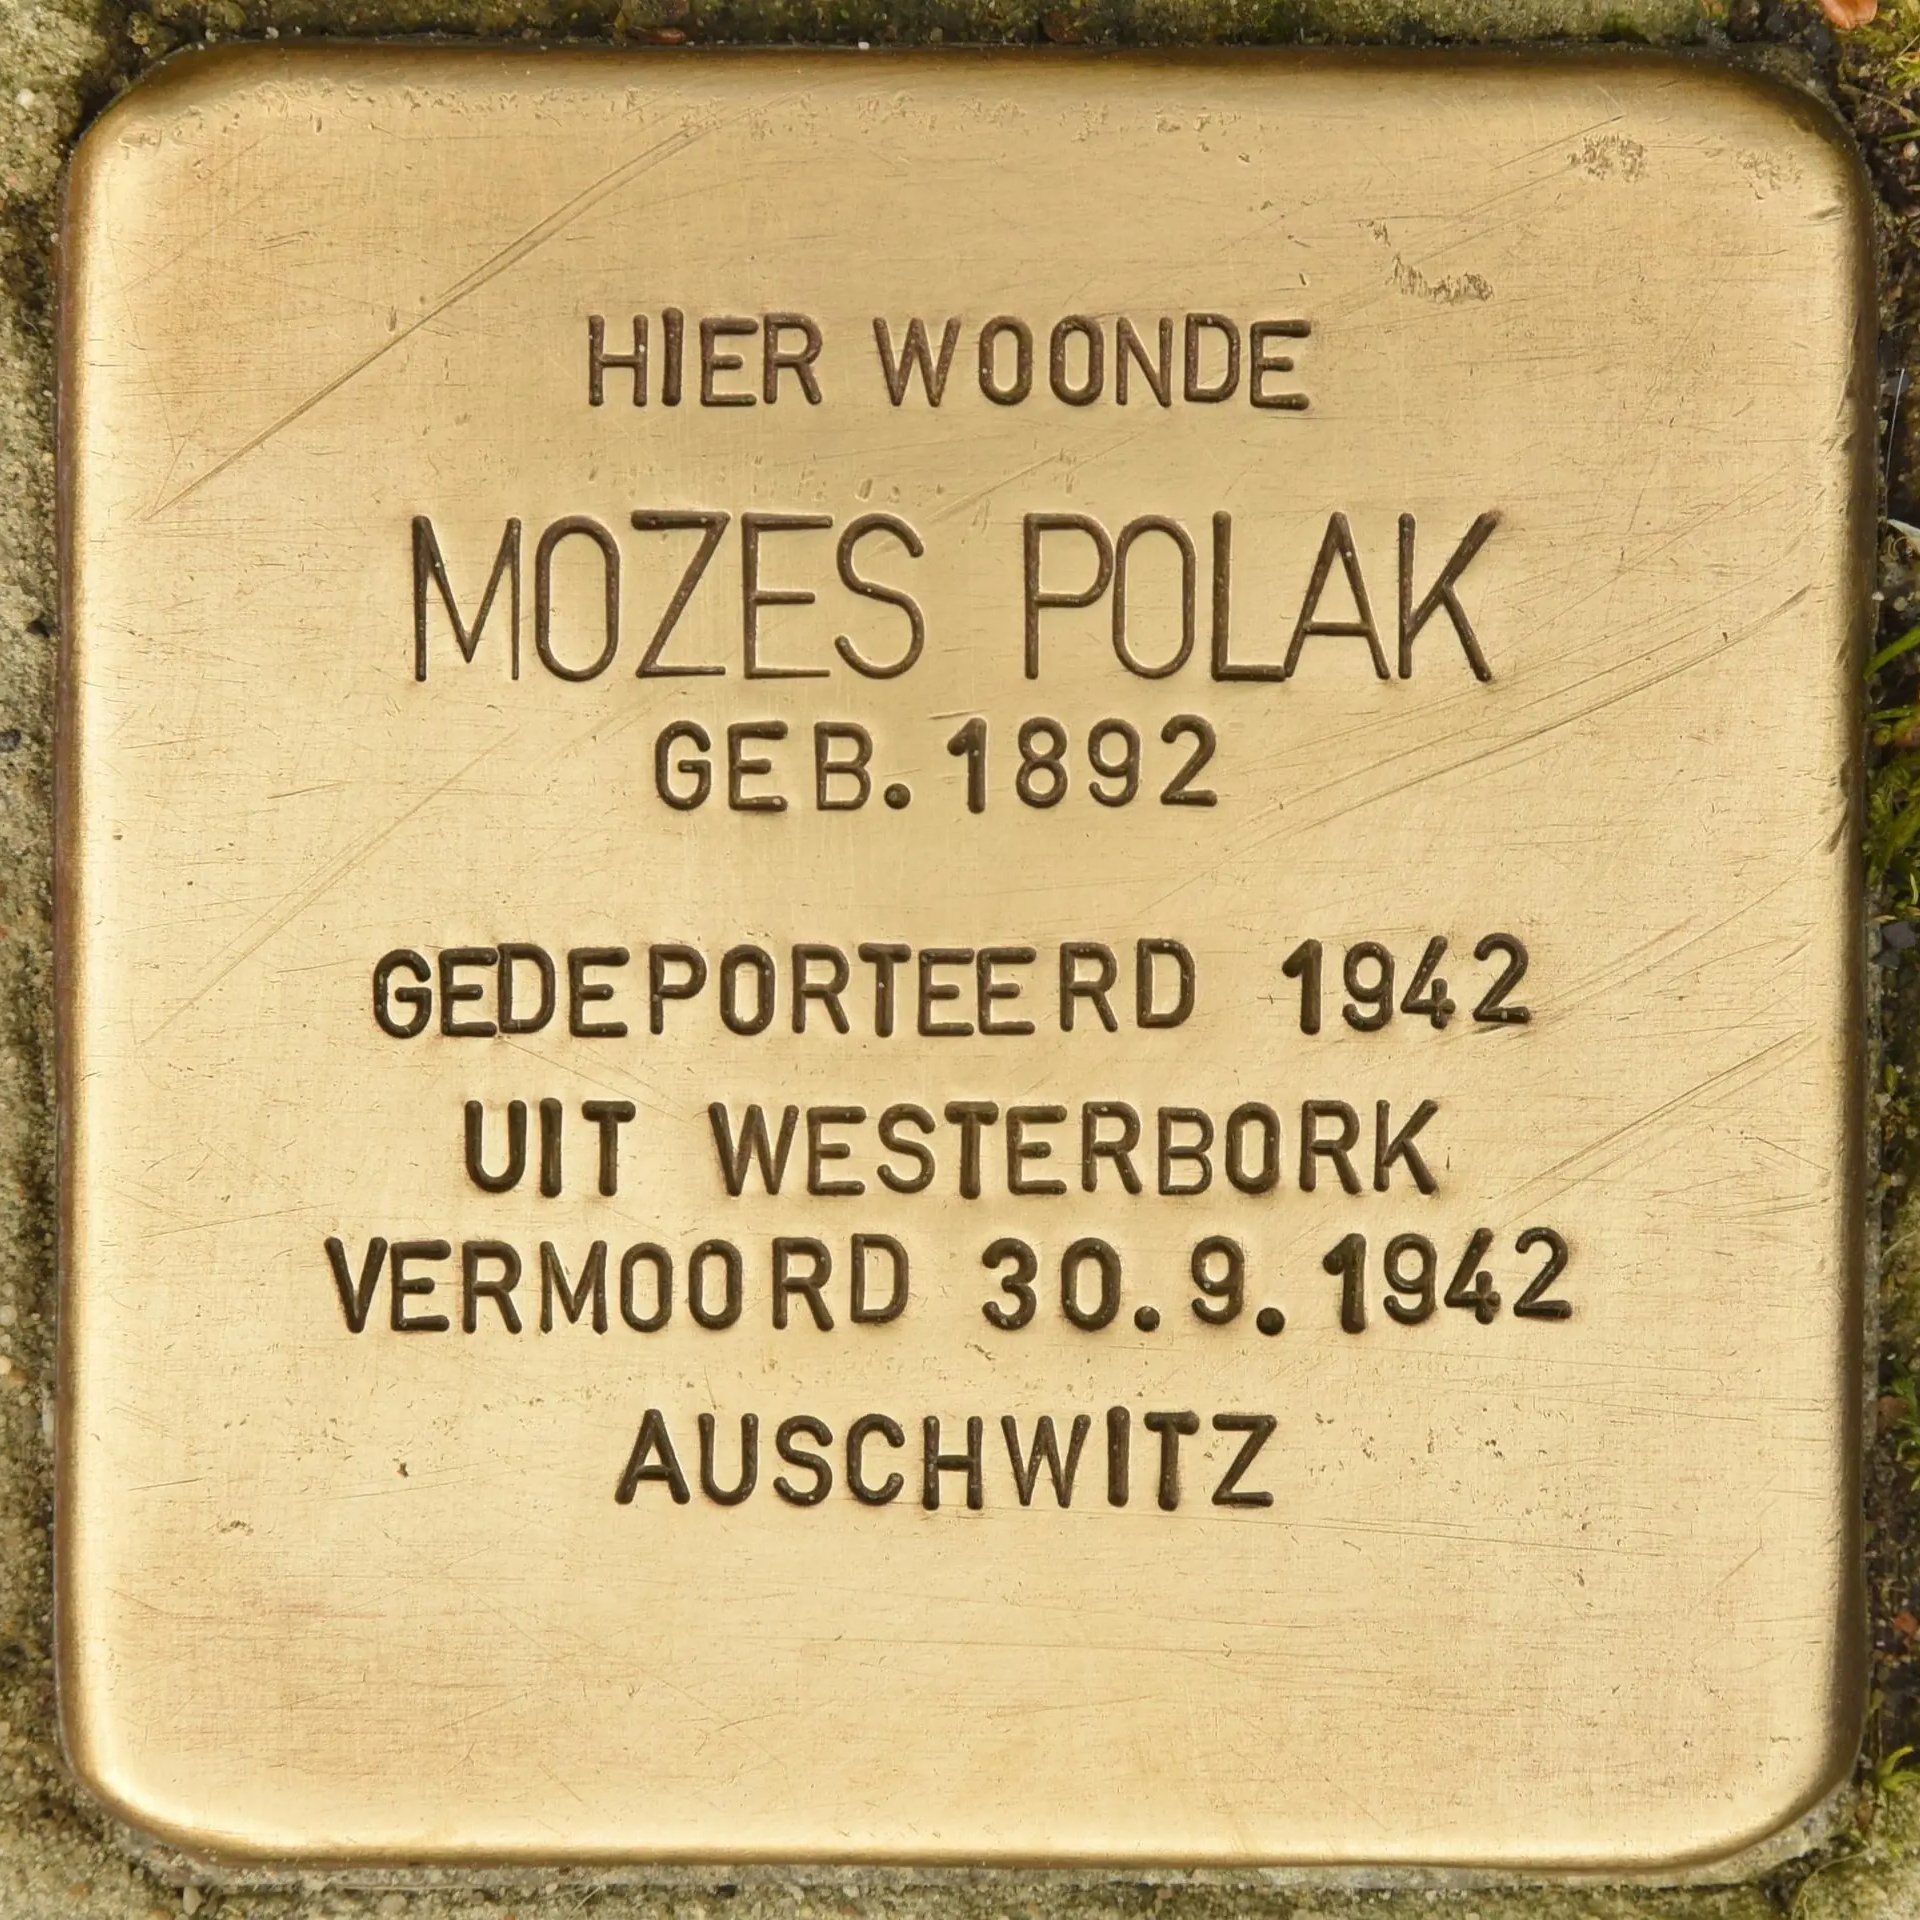 HIER WOONDE
MOZES POLAK
GEB. 1892
GEDEPORTEERD 1942
UIT WESTERBORK
VERMOORD 30.9.1942
AUSCHWITZ